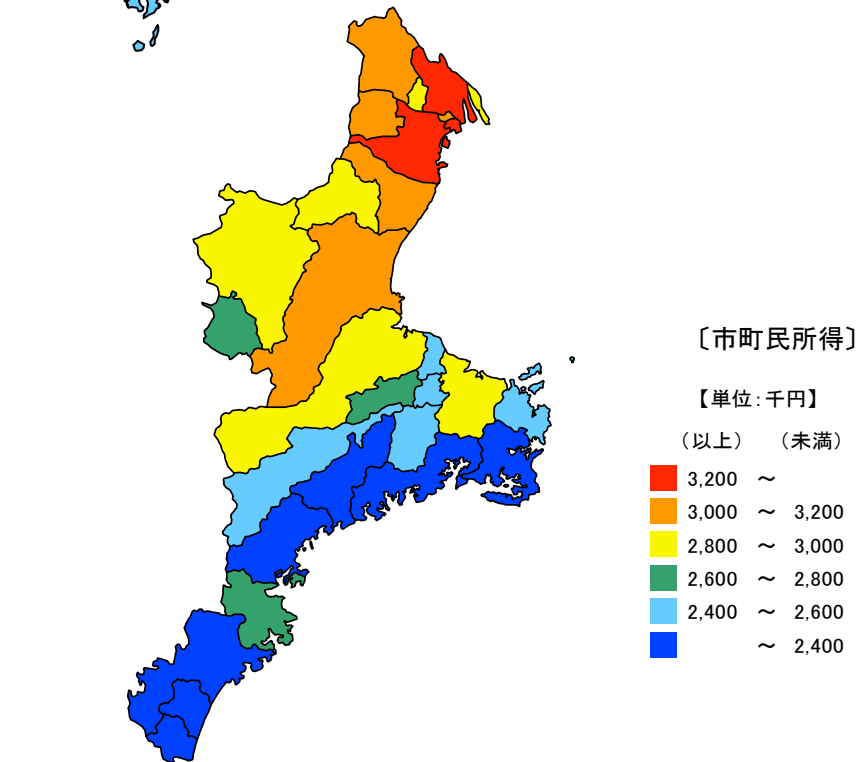 〔市町民所得〕
【単位：千円】
（以上） （未満）
3,200 ～
3,000 ～ 3,200
2,800 ～ 3,000
2,600 ～ 2,800
2,400 ～ 2,600
～ 2,400